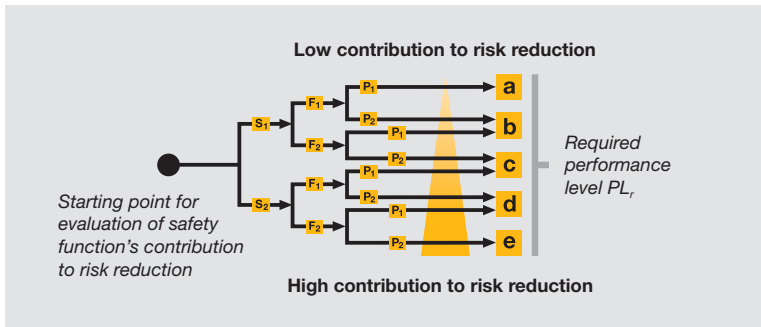 Low contribution to risk reduction
P₁
a
F₁
P₂
b
S₁
P₁
F₂
P₂
c
P₁
F₁
P₂
d
S₂
P₁
F₂
P₂
e
Starting point for
evaluation of safety
function's contribution
to risk reduction
Required
performance
level PLᵣ
High contribution to risk reduction